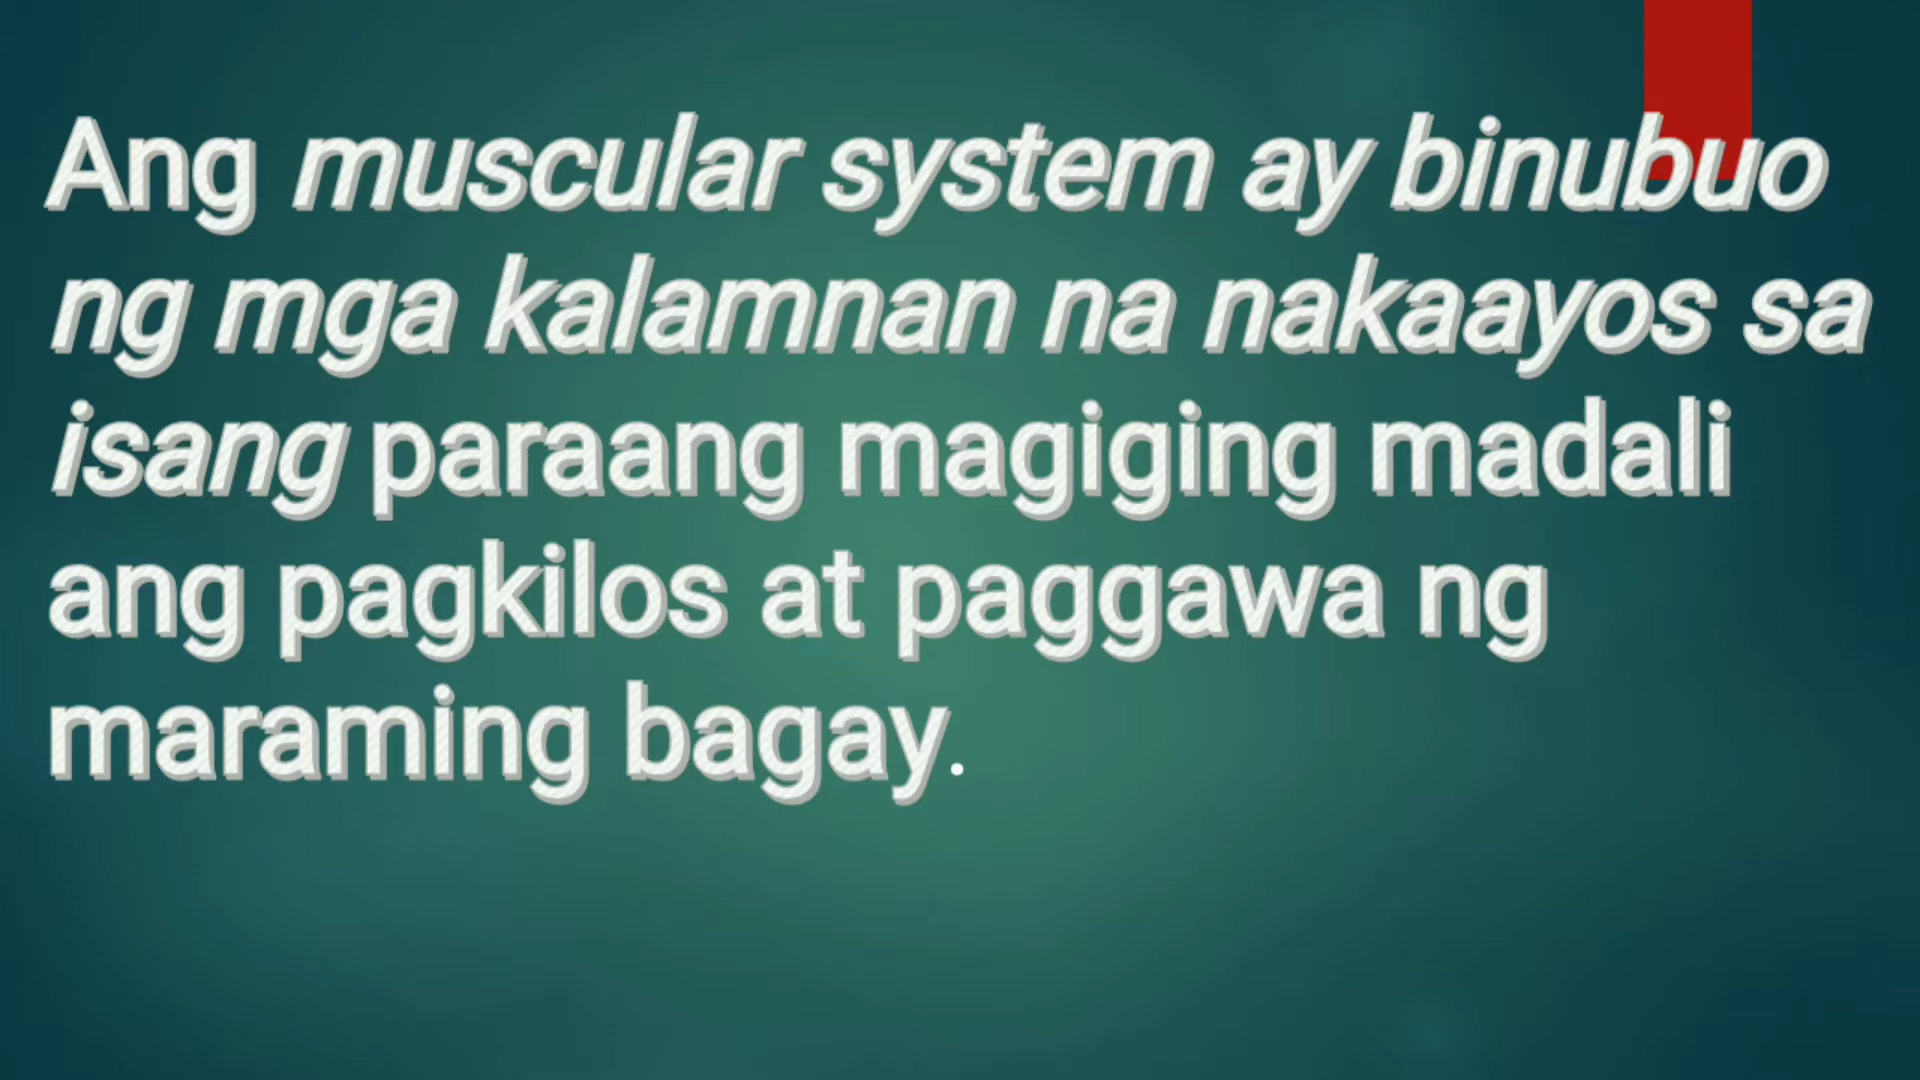 Ang muscular system ay binubuo
ng mga kalamnan na nakaayos sa
isang paraang magiging madali
ang pagkilos at paggawa ng
maraming bagay.